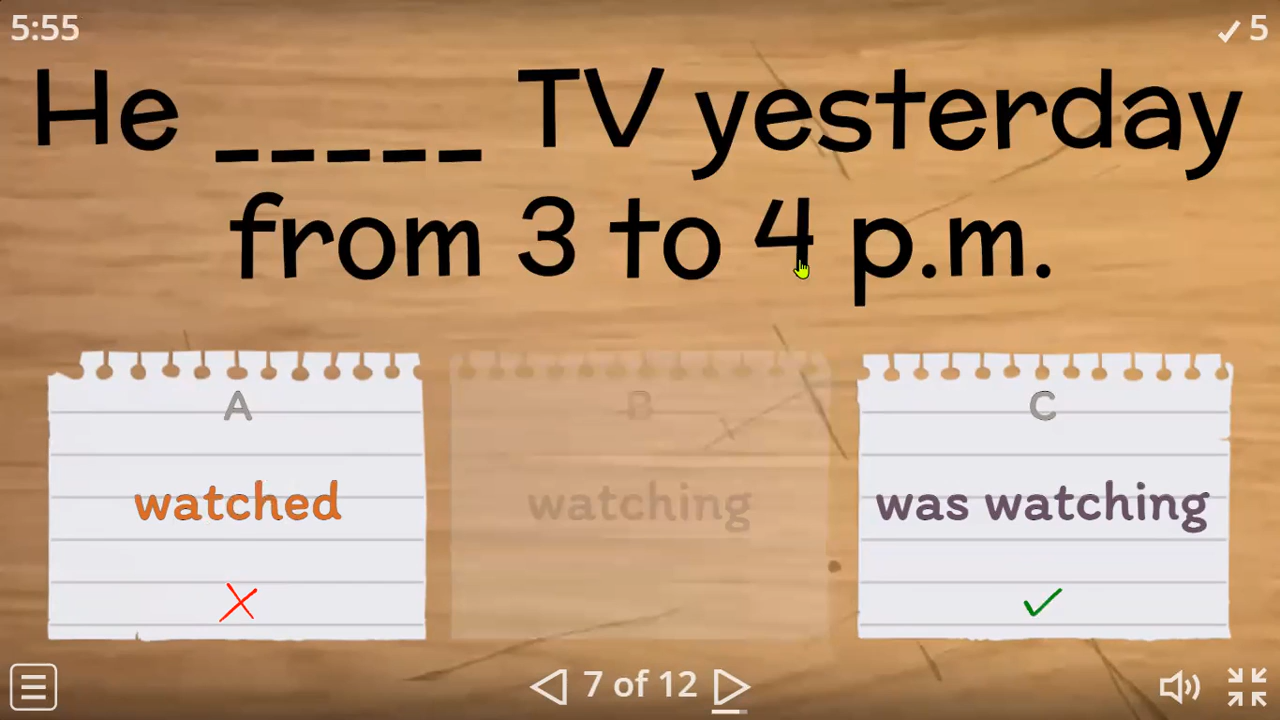 5:55
✓ 5
He _____ TV yesterday
from 3 to 4 p.m.
A
watched
B
watching
C
was watching
7 of 12